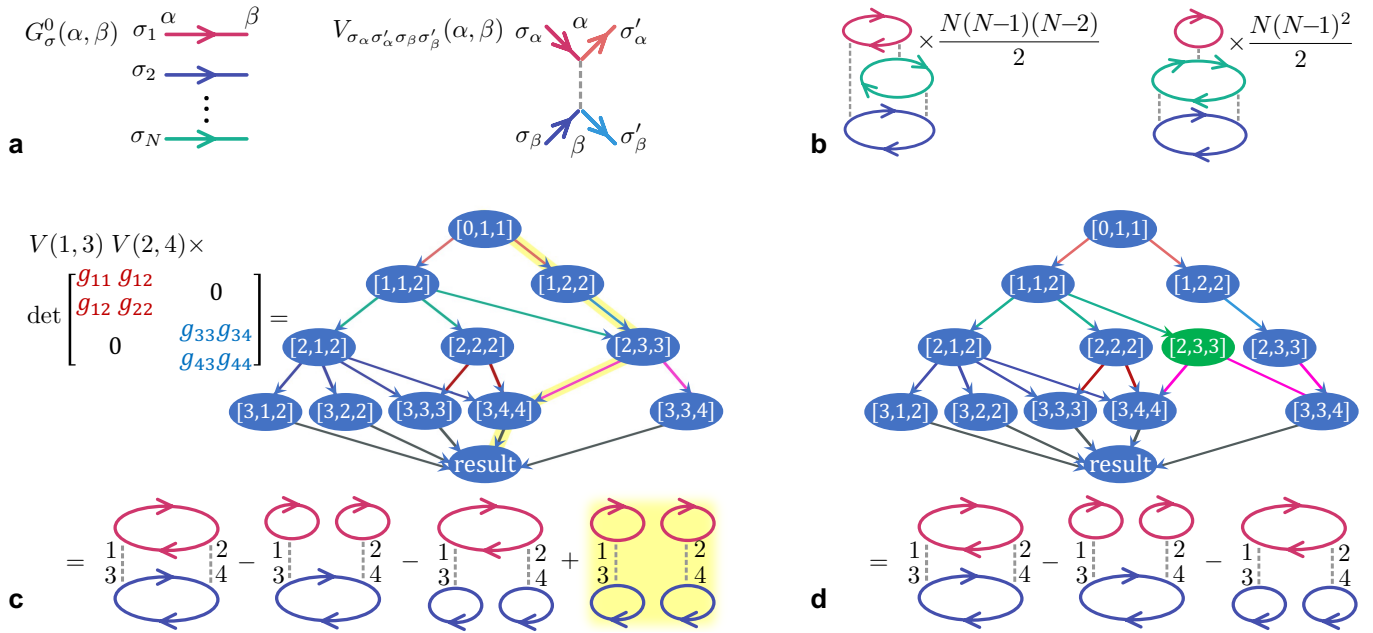 G⁰_σ(α, β) σ₁ α β
σ₂
⋮
σ_N
a
V_{σ_α σ′_α σ_β σ′_β}(α, β) σ_α α σ′_α
σ_β β σ′_β
× N(N−1)(N−2) / 2
× N(N−1)² / 2
b
V(1, 3) V(2, 4)×
det [ g₁₁ g₁₂ 0
g₁₂ g₂₂
0 g₃₃g₃₄
g₄₃g₄₄ ] =
[0,1,1]
[1,1,2] [1,2,2]
[2,1,2] [2,2,2] [2,3,3]
[3,1,2] [3,2,2] [3,3,3] [3,4,4] [3,3,4]
result
= 1 2 − 1 2 − 1 2 + 1 2
3 4 3 4 3 4 3 4
c
[0,1,1]
[1,1,2] [1,2,2]
[2,1,2] [2,2,2] [2,3,3] [2,3,3]
[3,1,2] [3,2,2] [3,3,3] [3,4,4] [3,3,4]
result
= 1 2 − 1 2 − 1 2
3 4 3 4 3 4
d